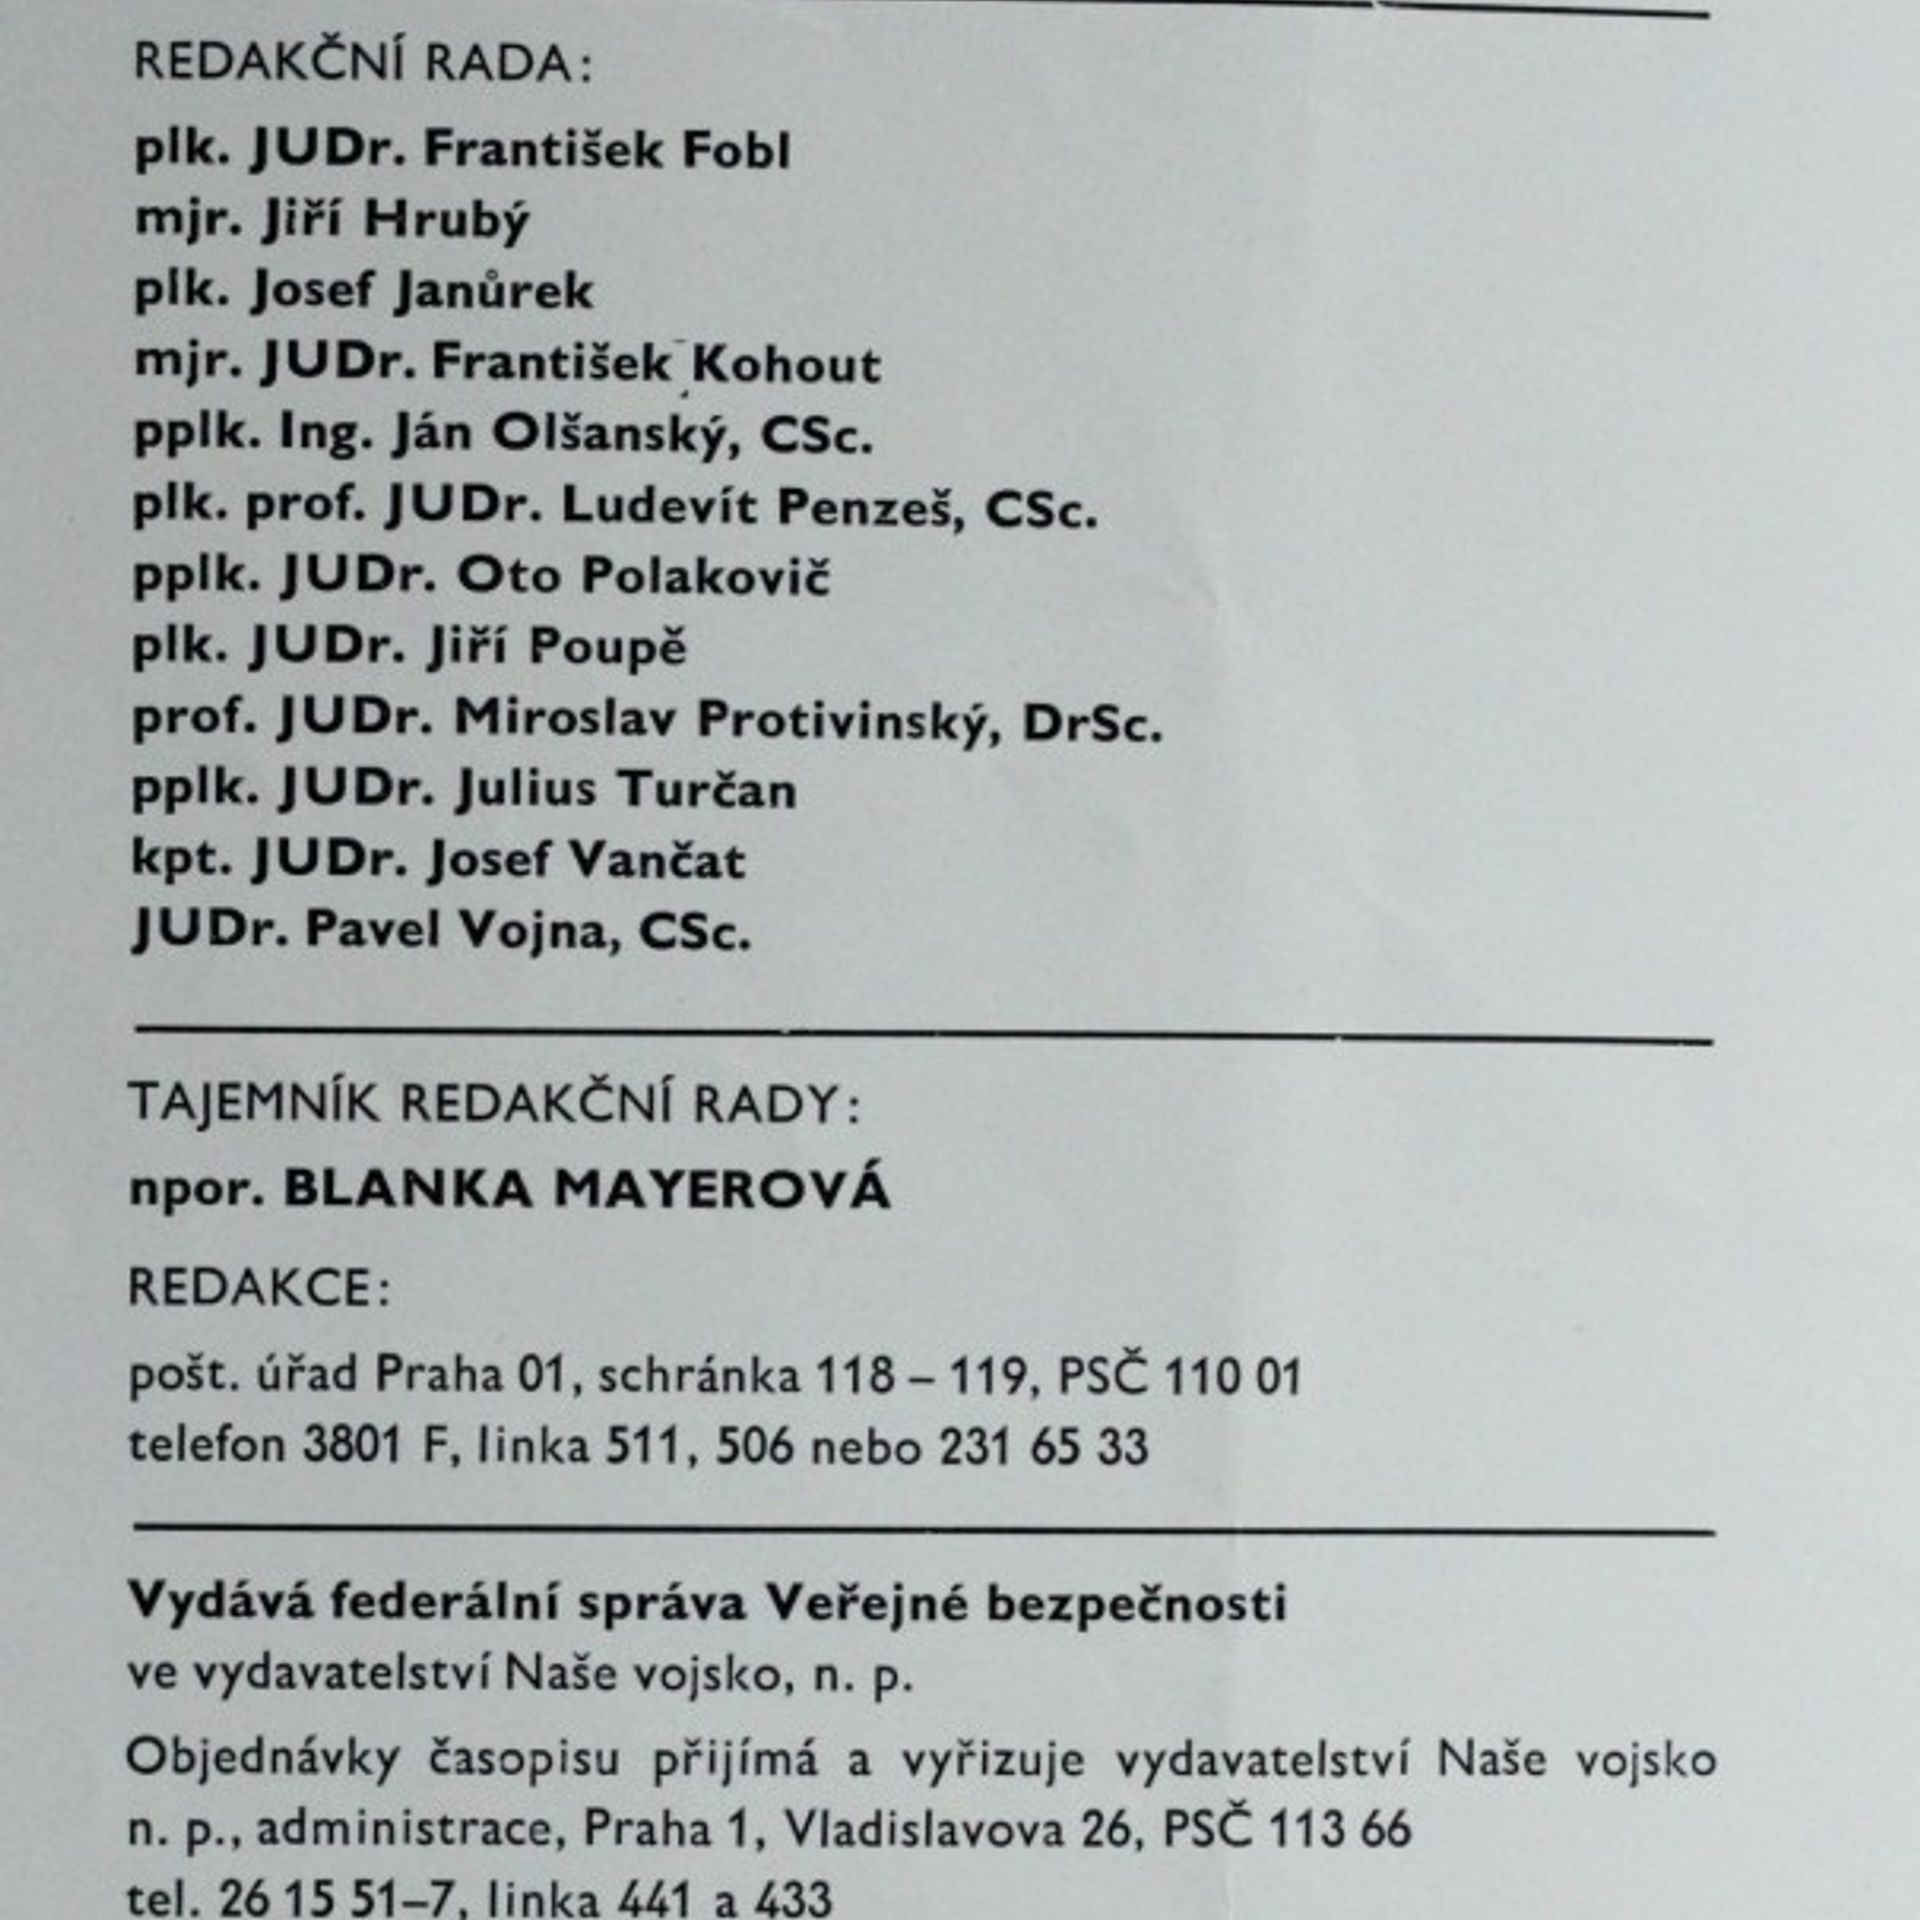 REDAKČNÍ RADA:
plk. JUDr. František Fobl
mjr. Jiří Hrubý
plk. Josef Janůrek
mjr. JUDr. František Kohout
pplk. Ing. Ján Olšanský, CSc.
plk. prof. JUDr. Ludevít Penzeš, CSc.
pplk. JUDr. Oto Polakovič
plk. JUDr. Jiří Poupě
prof. JUDr. Miroslav Protivinský, DrSc.
pplk. JUDr. Julius Turčan
kpt. JUDr. Josef Vančat
JUDr. Pavel Vojna, CSc.
TAJEMNÍK REDAKČNÍ RADY:
npor. BLANKA MAYEROVÁ
REDAKCE:
pošt. úřad Praha 01, schránka 118 – 119, PSČ 110 01
telefon 3801 F, linka 511, 506 nebo 231 65 33
Vydává federální správa Veřejné bezpečnosti
ve vydavatelství Naše vojsko, n. p.
Objednávky časopisu přijímá a vyřizuje vydavatelství Naše vojsko
n. p., administrace, Praha 1, Vladislavova 26, PSČ 113 66
tel. 26 15 51–7, linka 441 a 433